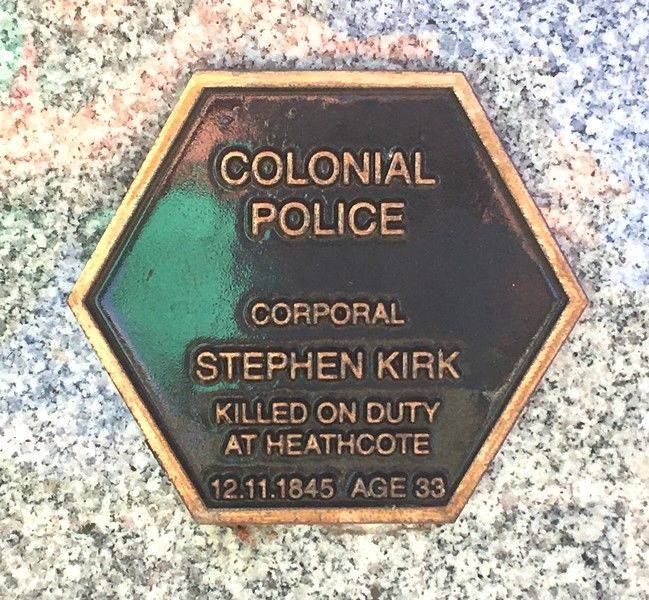 COLONIAL
POLICE
CORPORAL
STEPHEN KIRK
KILLED ON DUTY
AT HEATHCOTE
12.11.1845 AGE 33